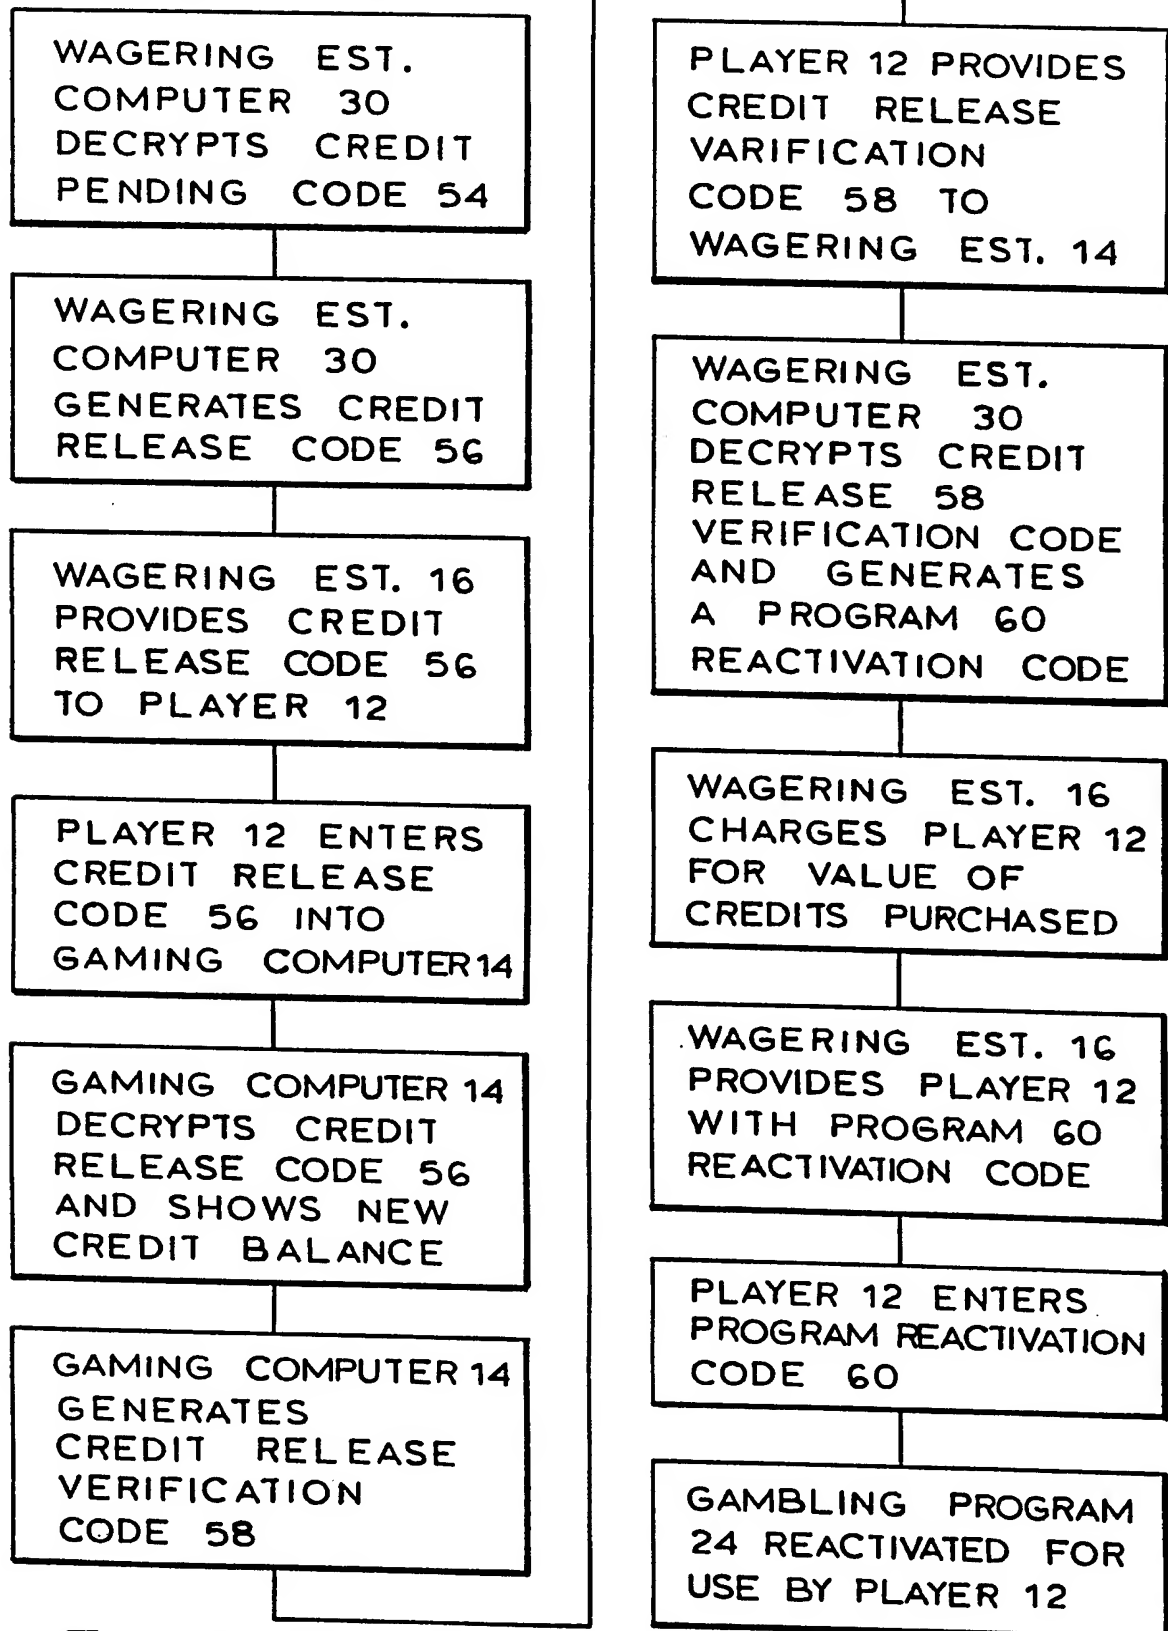 WAGERING EST.
COMPUTER 30
DECRYPTS CREDIT
PENDING CODE 54
WAGERING EST.
COMPUTER 30
GENERATES CREDIT
RELEASE CODE 56
WAGERING EST. 16
PROVIDES CREDIT
RELEASE CODE 56
TO PLAYER 12
PLAYER 12 ENTERS
CREDIT RELEASE
CODE 56 INTO
GAMING COMPUTER 14
GAMING COMPUTER 14
DECRYPTS CREDIT
RELEASE CODE 56
AND SHOWS NEW
CREDIT BALANCE
GAMING COMPUTER 14
GENERATES
CREDIT RELEASE
VERIFICATION
CODE 58
PLAYER 12 PROVIDES
CREDIT RELEASE
VARIFICATION
CODE 58 TO
WAGERING EST. 14
WAGERING EST.
COMPUTER 30
DECRYPTS CREDIT
RELEASE 58
VERIFICATION CODE
AND GENERATES
A PROGRAM 60
REACTIVATION CODE
WAGERING EST. 16
CHARGES PLAYER 12
FOR VALUE OF
CREDITS PURCHASED
WAGERING EST. 16
PROVIDES PLAYER 12
WITH PROGRAM 60
REACTIVATION CODE
PLAYER 12 ENTERS
PROGRAM REACTIVATION
CODE 60
GAMBLING PROGRAM
24 REACTIVATED FOR
USE BY PLAYER 12